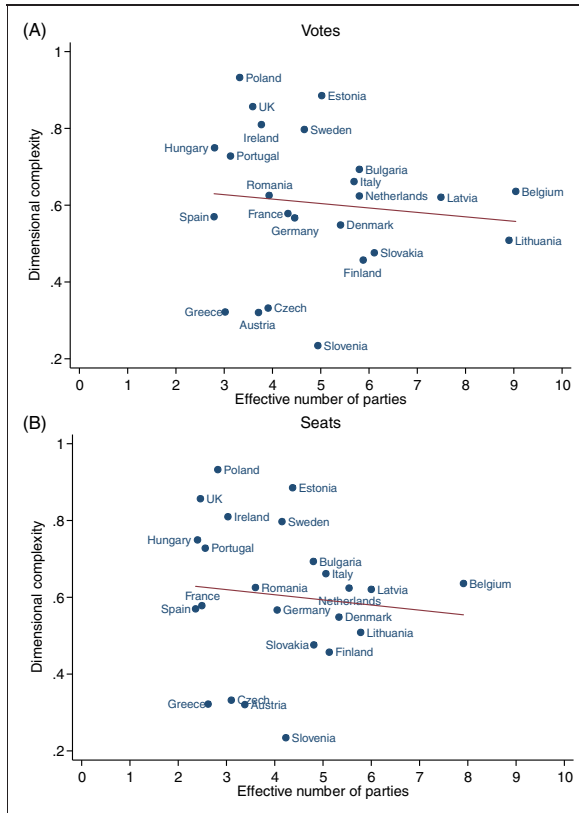 (A) Votes
Dimensional complexity
1
.8
.6
.4
.2
Poland
Estonia
UK
Ireland
Sweden
Hungary
Portugal
Bulgaria
Italy
Romania
Netherlands
Latvia
Belgium
Spain
France
Germany
Denmark
Lithuania
Slovakia
Finland
Greece
Czech
Austria
Slovenia
0 1 2 3 4 5 6 7 8 9 10
Effective number of parties
(B) Seats
Dimensional complexity
1
.8
.6
.4
.2
Poland
Estonia
UK
Ireland
Sweden
Hungary
Portugal
Bulgaria
Italy
France
Romania
Netherlands
Latvia
Belgium
Spain
Germany
Denmark
Lithuania
Slovakia
Finland
Greece
Czech
Austria
Slovenia
0 1 2 3 4 5 6 7 8 9 10
Effective number of parties